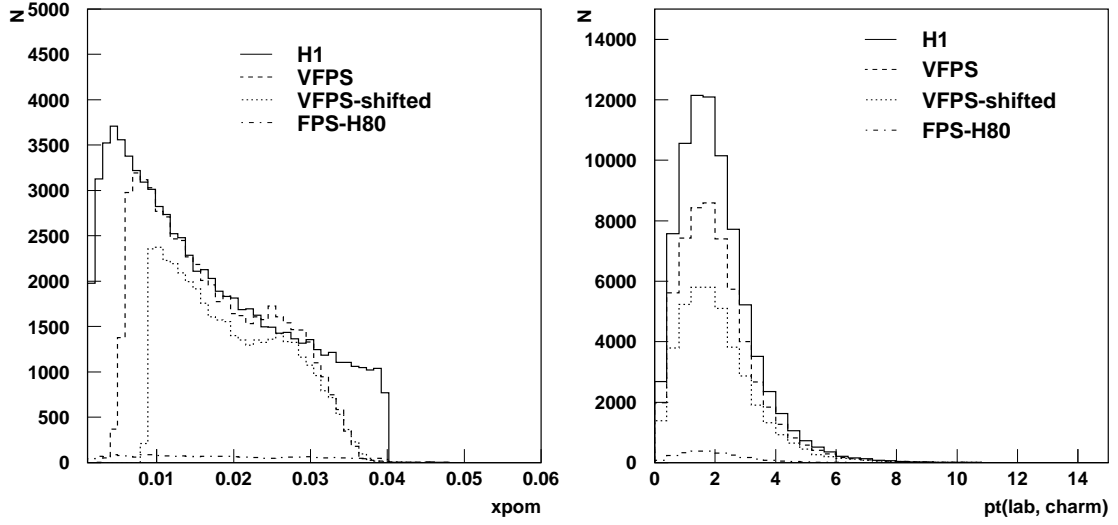 N
5000
4500
4000
3500
3000
2500
2000
1500
1000
500
0
H1
VFPS
VFPS-shifted
FPS-H80
0.01 0.02 0.03 0.04 0.05 0.06
xpom
N
14000
12000
10000
8000
6000
4000
2000
0
H1
VFPS
VFPS-shifted
FPS-H80
0 2 4 6 8 10 12 14
pt(lab, charm)